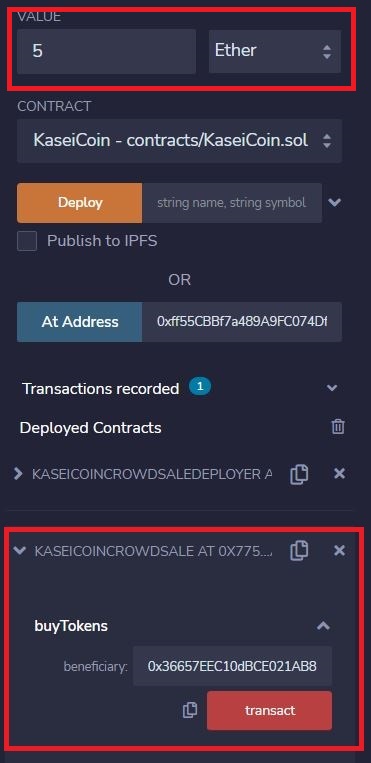 VALUE
5
Ether
CONTRACT
KaseiCoin - contracts/KaseiCoin.sol
Deploy
string name, string symbol
Publish to IPFS
OR
At Address
0xff55CBBf7a489A9FC074Df
Transactions recorded 1
Deployed Contracts
KASEICOINCROWDSALEDEPLOYER A
KASEICOINCROWDSALE AT 0X775...
buyTokens
beneficiary: 0x36657EEC10dBCE021AB8
transact